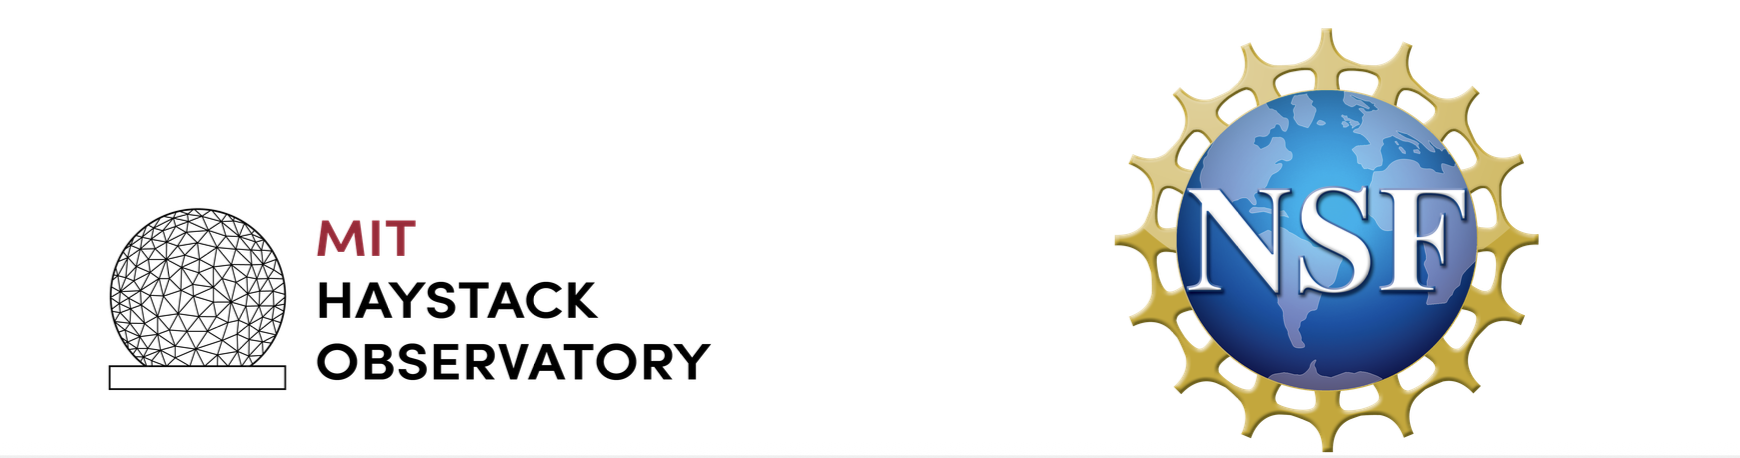 MIT
HAYSTACK
OBSERVATORY
NSF